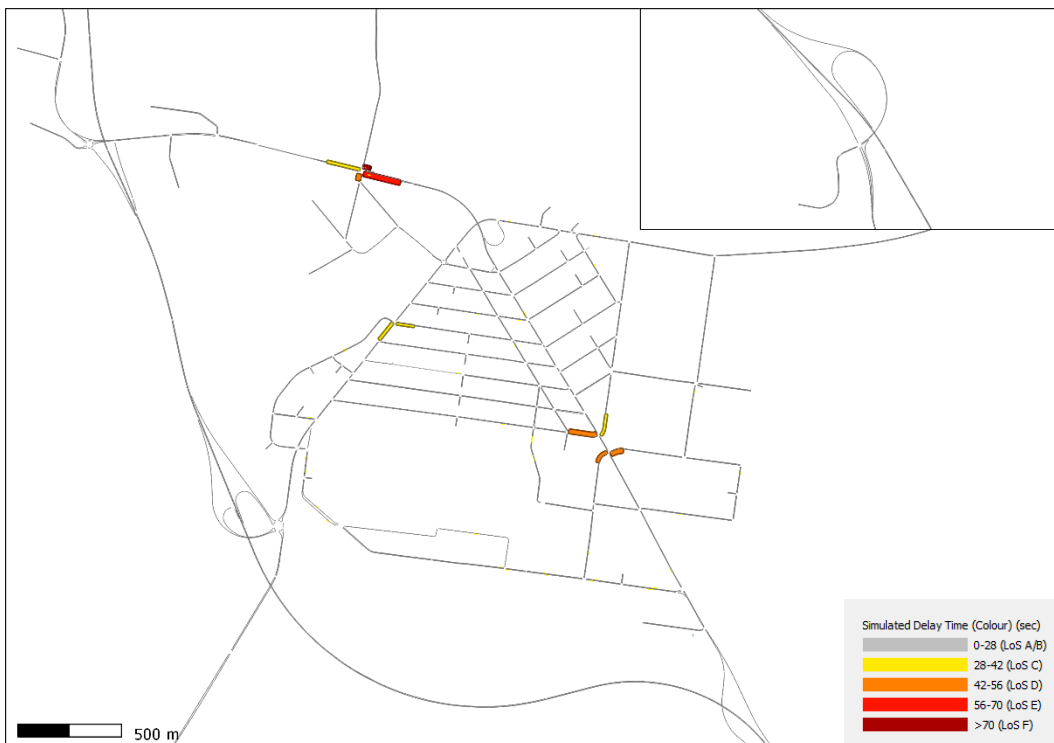 Simulated Delay Time (Colour) (sec)
0-28 (LoS A/B)
28-42 (LoS C)
42-56 (LoS D)
56-70 (LoS E)
>70 (LoS F)
500 m